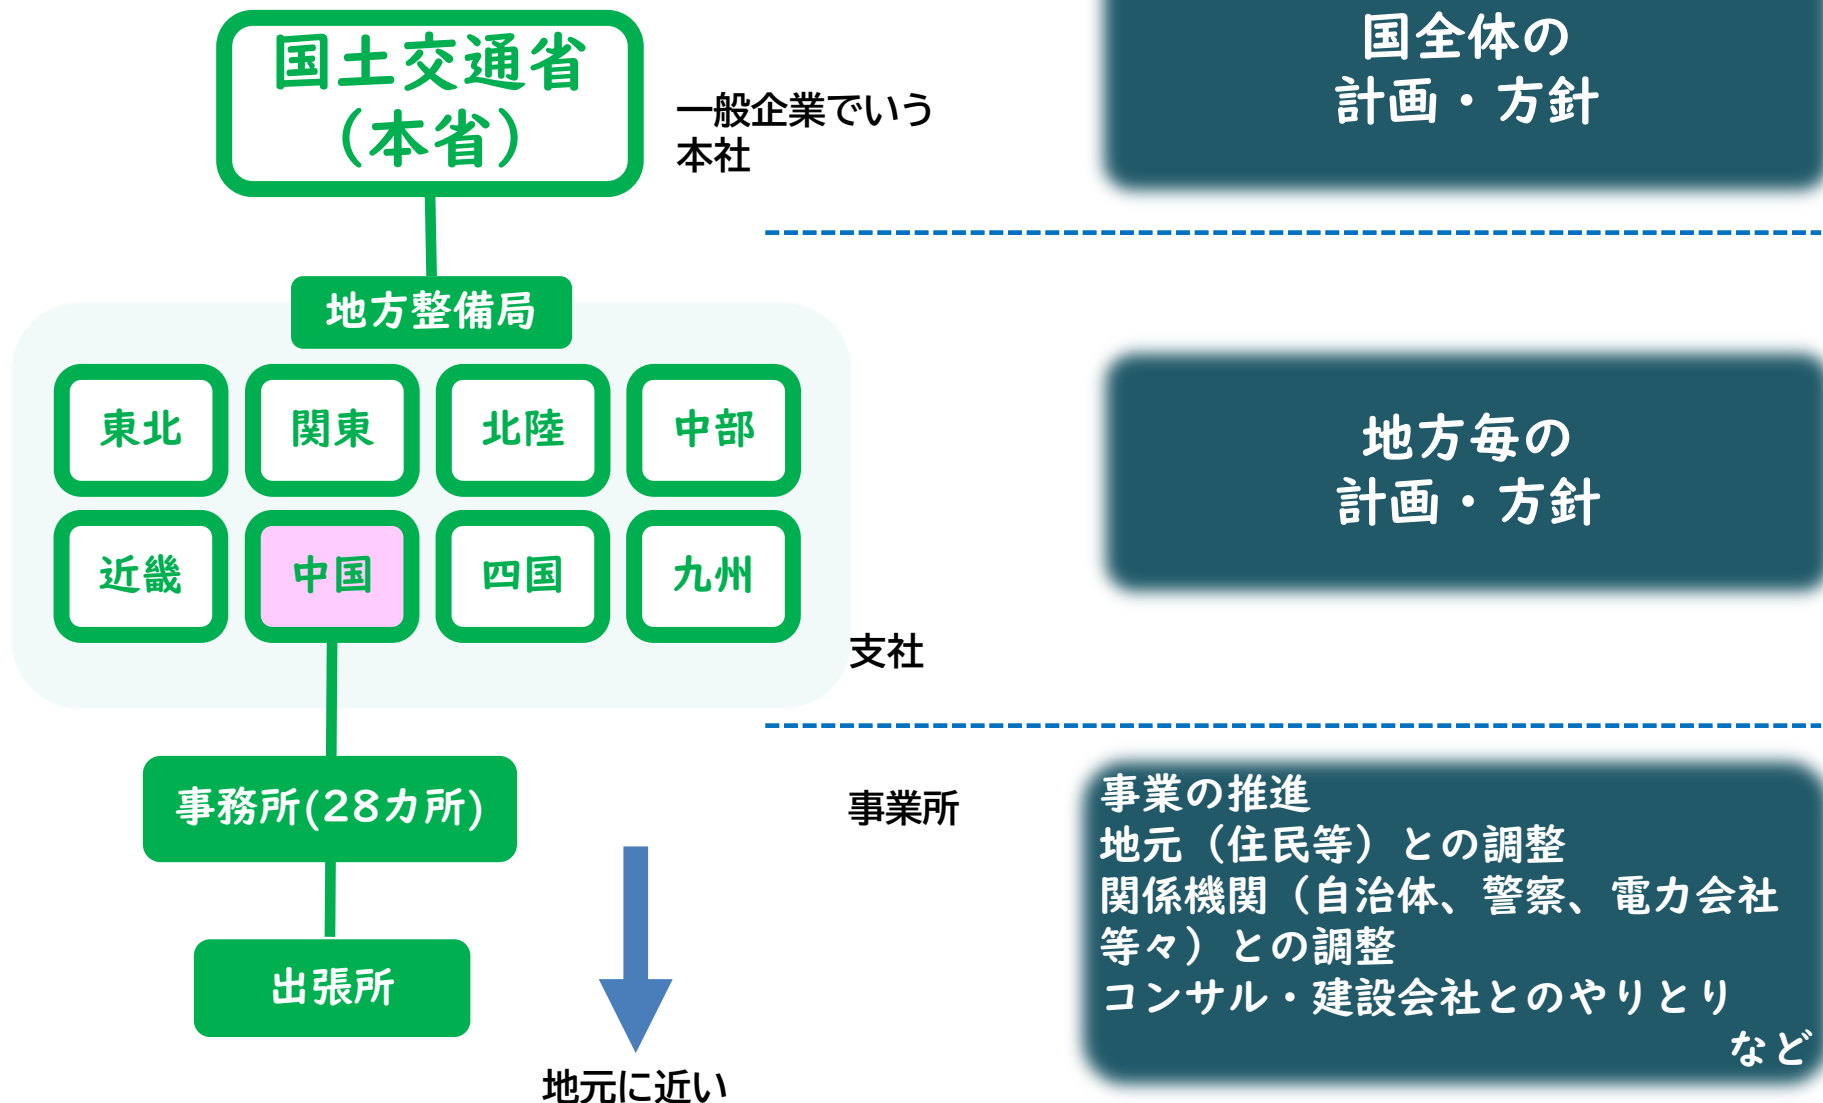 国土交通省
（本省）
一般企業でいう
本社
国全体の
計画・方針
地方整備局
東北
関東
北陸
中部
近畿
中国
四国
九州
支社
地方毎の
計画・方針
事務所(28カ所)
事業所
出張所
地元に近い
事業の推進
地元（住民等）との調整
関係機関（自治体、警察、電力会社
等々）との調整
コンサル・建設会社とのやりとり
など